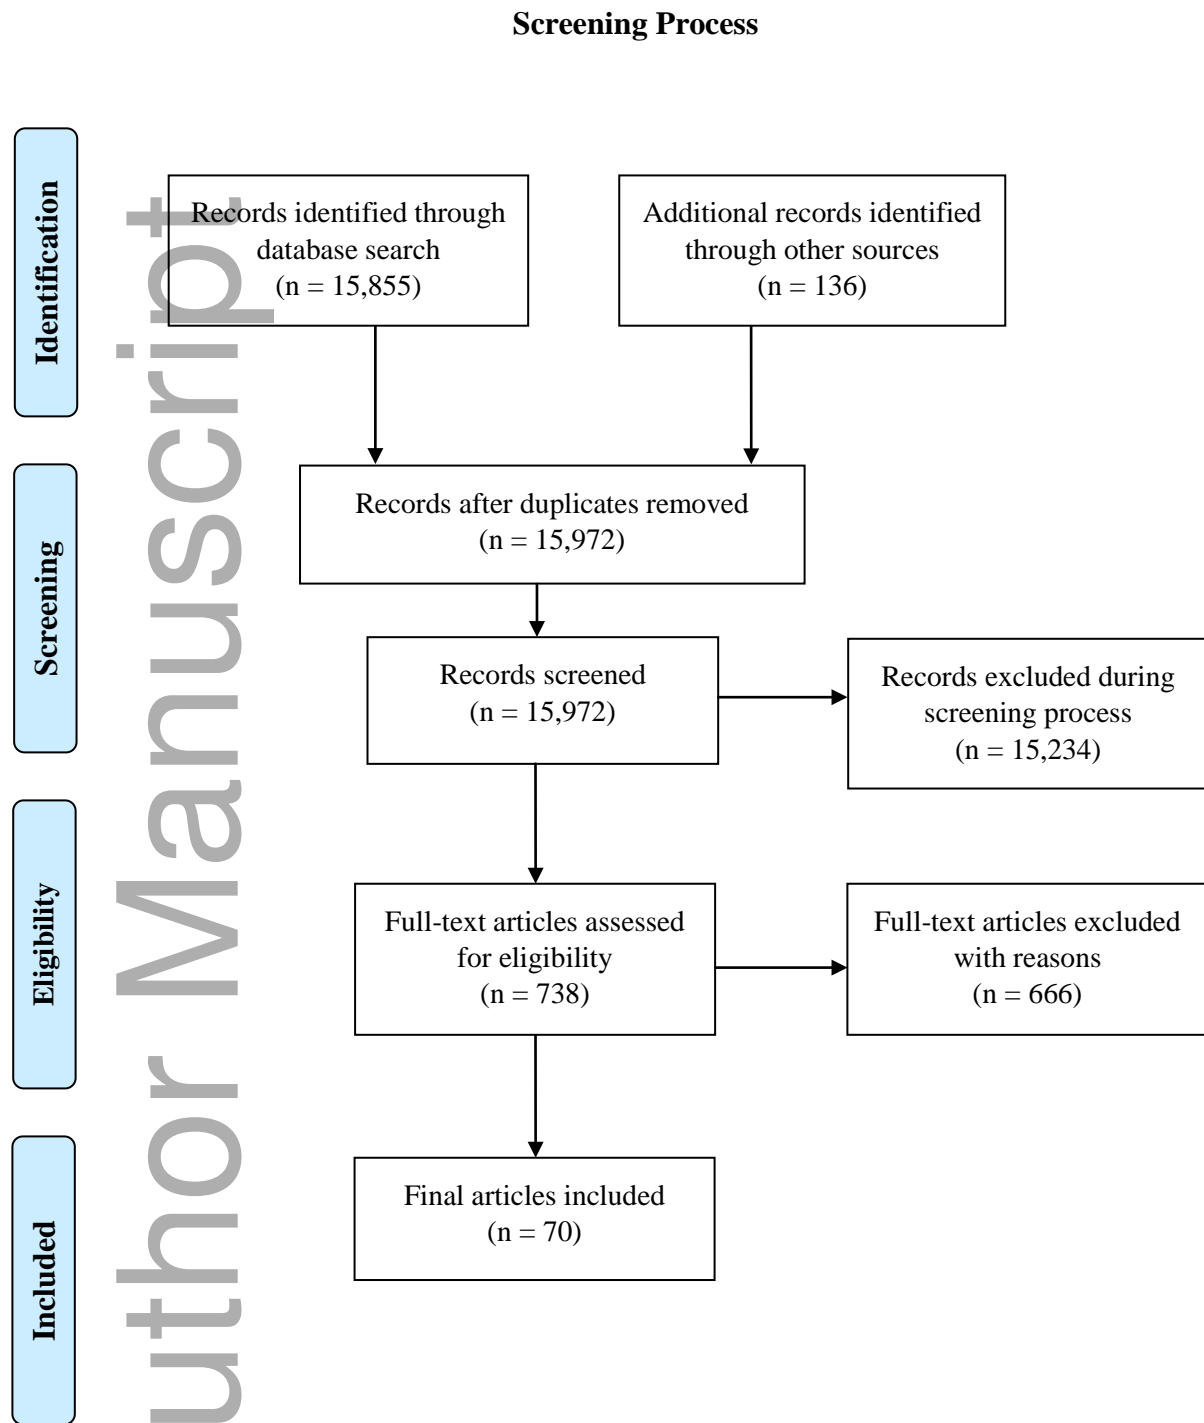 Screening Process
Identification
Records identified through
database search
(n = 15,855)
Additional records identified
through other sources
(n = 136)
Screening
Records after duplicates removed
(n = 15,972)
Records screened
(n = 15,972)
Records excluded during
screening process
(n = 15,234)
Eligibility
Full-text articles assessed
for eligibility
(n = 738)
Full-text articles excluded
with reasons
(n = 666)
Included
Final articles included
(n = 70)
uthor Manuscript